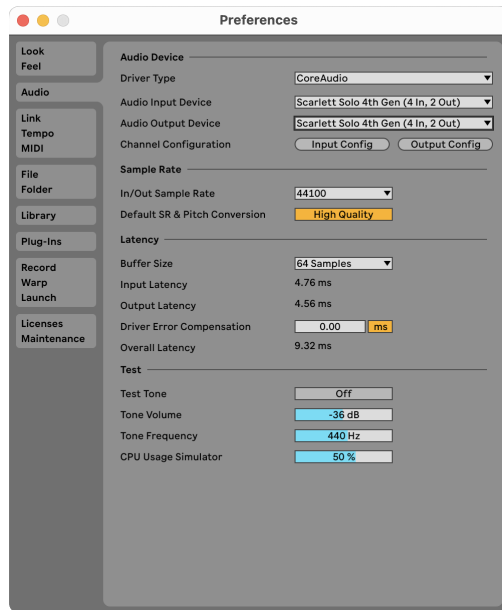 Preferences
Look
Feel
Audio
Link
Tempo
MIDI
File
Folder
Library
Plug-Ins
Record
Warp
Launch
Licenses
Maintenance
Audio Device
Driver Type CoreAudio
Audio Input Device Scarlett Solo 4th Gen (4 In, 2 Out)
Audio Output Device Scarlett Solo 4th Gen (4 In, 2 Out)
Channel Configuration Input Config Output Config
Sample Rate
In/Out Sample Rate 44100
Default SR & Pitch Conversion High Quality
Latency
Buffer Size 64 Samples
Input Latency 4.76 ms
Output Latency 4.56 ms
Driver Error Compensation 0.00 ms
Overall Latency 9.32 ms
Test
Test Tone Off
Tone Volume -36 dB
Tone Frequency 440 Hz
CPU Usage Simulator 50 %